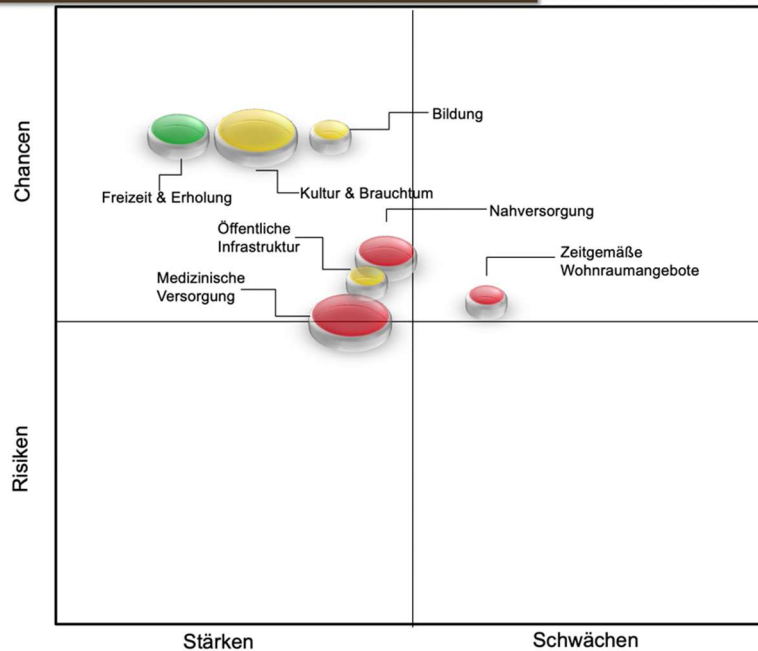 Chancen
Bildung
Freizeit & Erholung
Kultur & Brauchtum
Nahversorgung
Öffentliche
Infrastruktur
Zeitgemäße
Wohnraumangebote
Medizinische
Versorgung
Risiken
Stärken
Schwächen